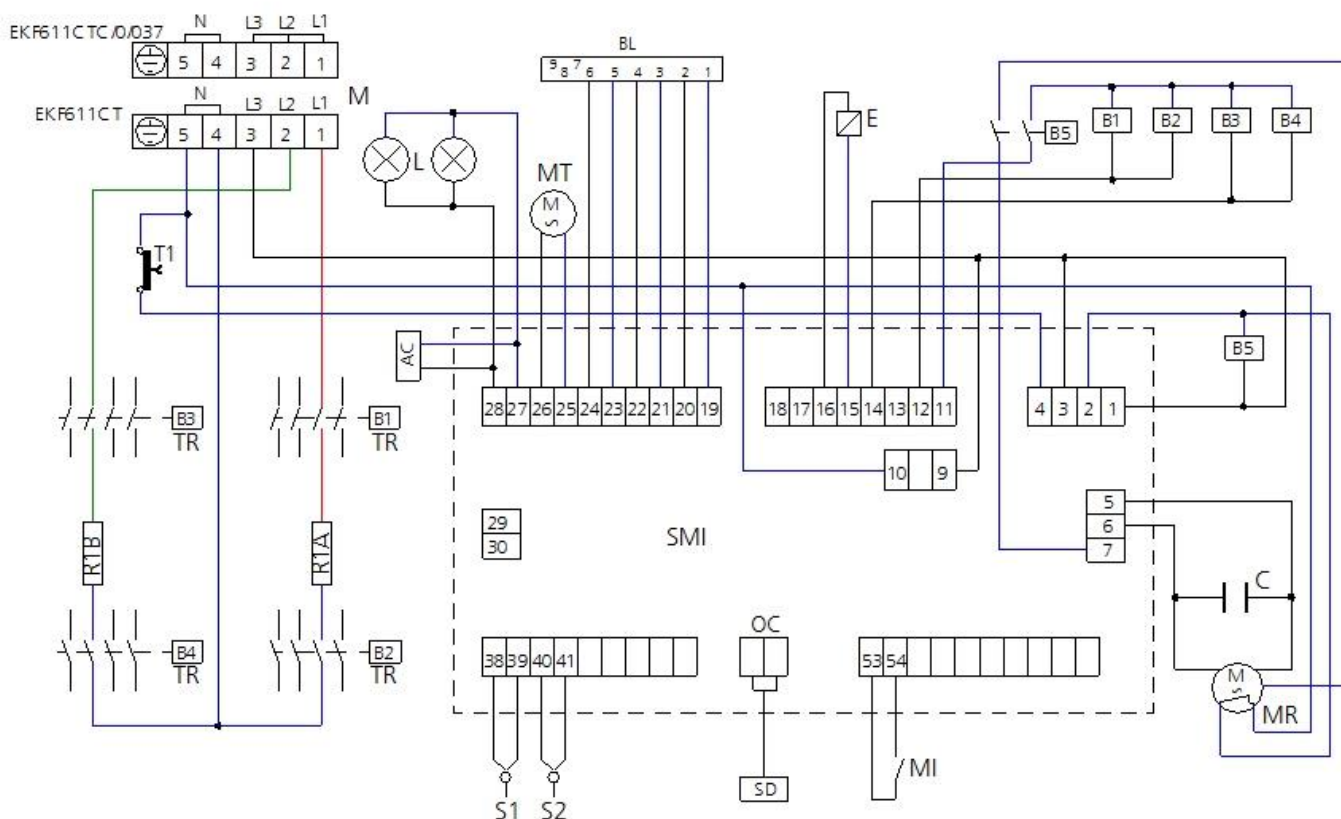 N L3 L2 L1
EKF611CTC/0/037
5 4 3 2 1
BL
9 8 7 6 5 4 3 2 1
M
N L3 L2 L1
EKF611CT
5 4 3 2 1
E
B5 B1 B2 B3 B4
L
MT
M
S
T1
B5
AC
28 27 26 25 24 23 22 21 20 19
18 17 16 15 14 13 12 11
4 3 2 1
B3
TR
B1
TR
10 9
5
6
7
29
30
SMI
R1B
R1A
C
OC
B4
TR
B2
TR
38 39 40 41
53 54
M
S
MR
MI
SD
S1 S2